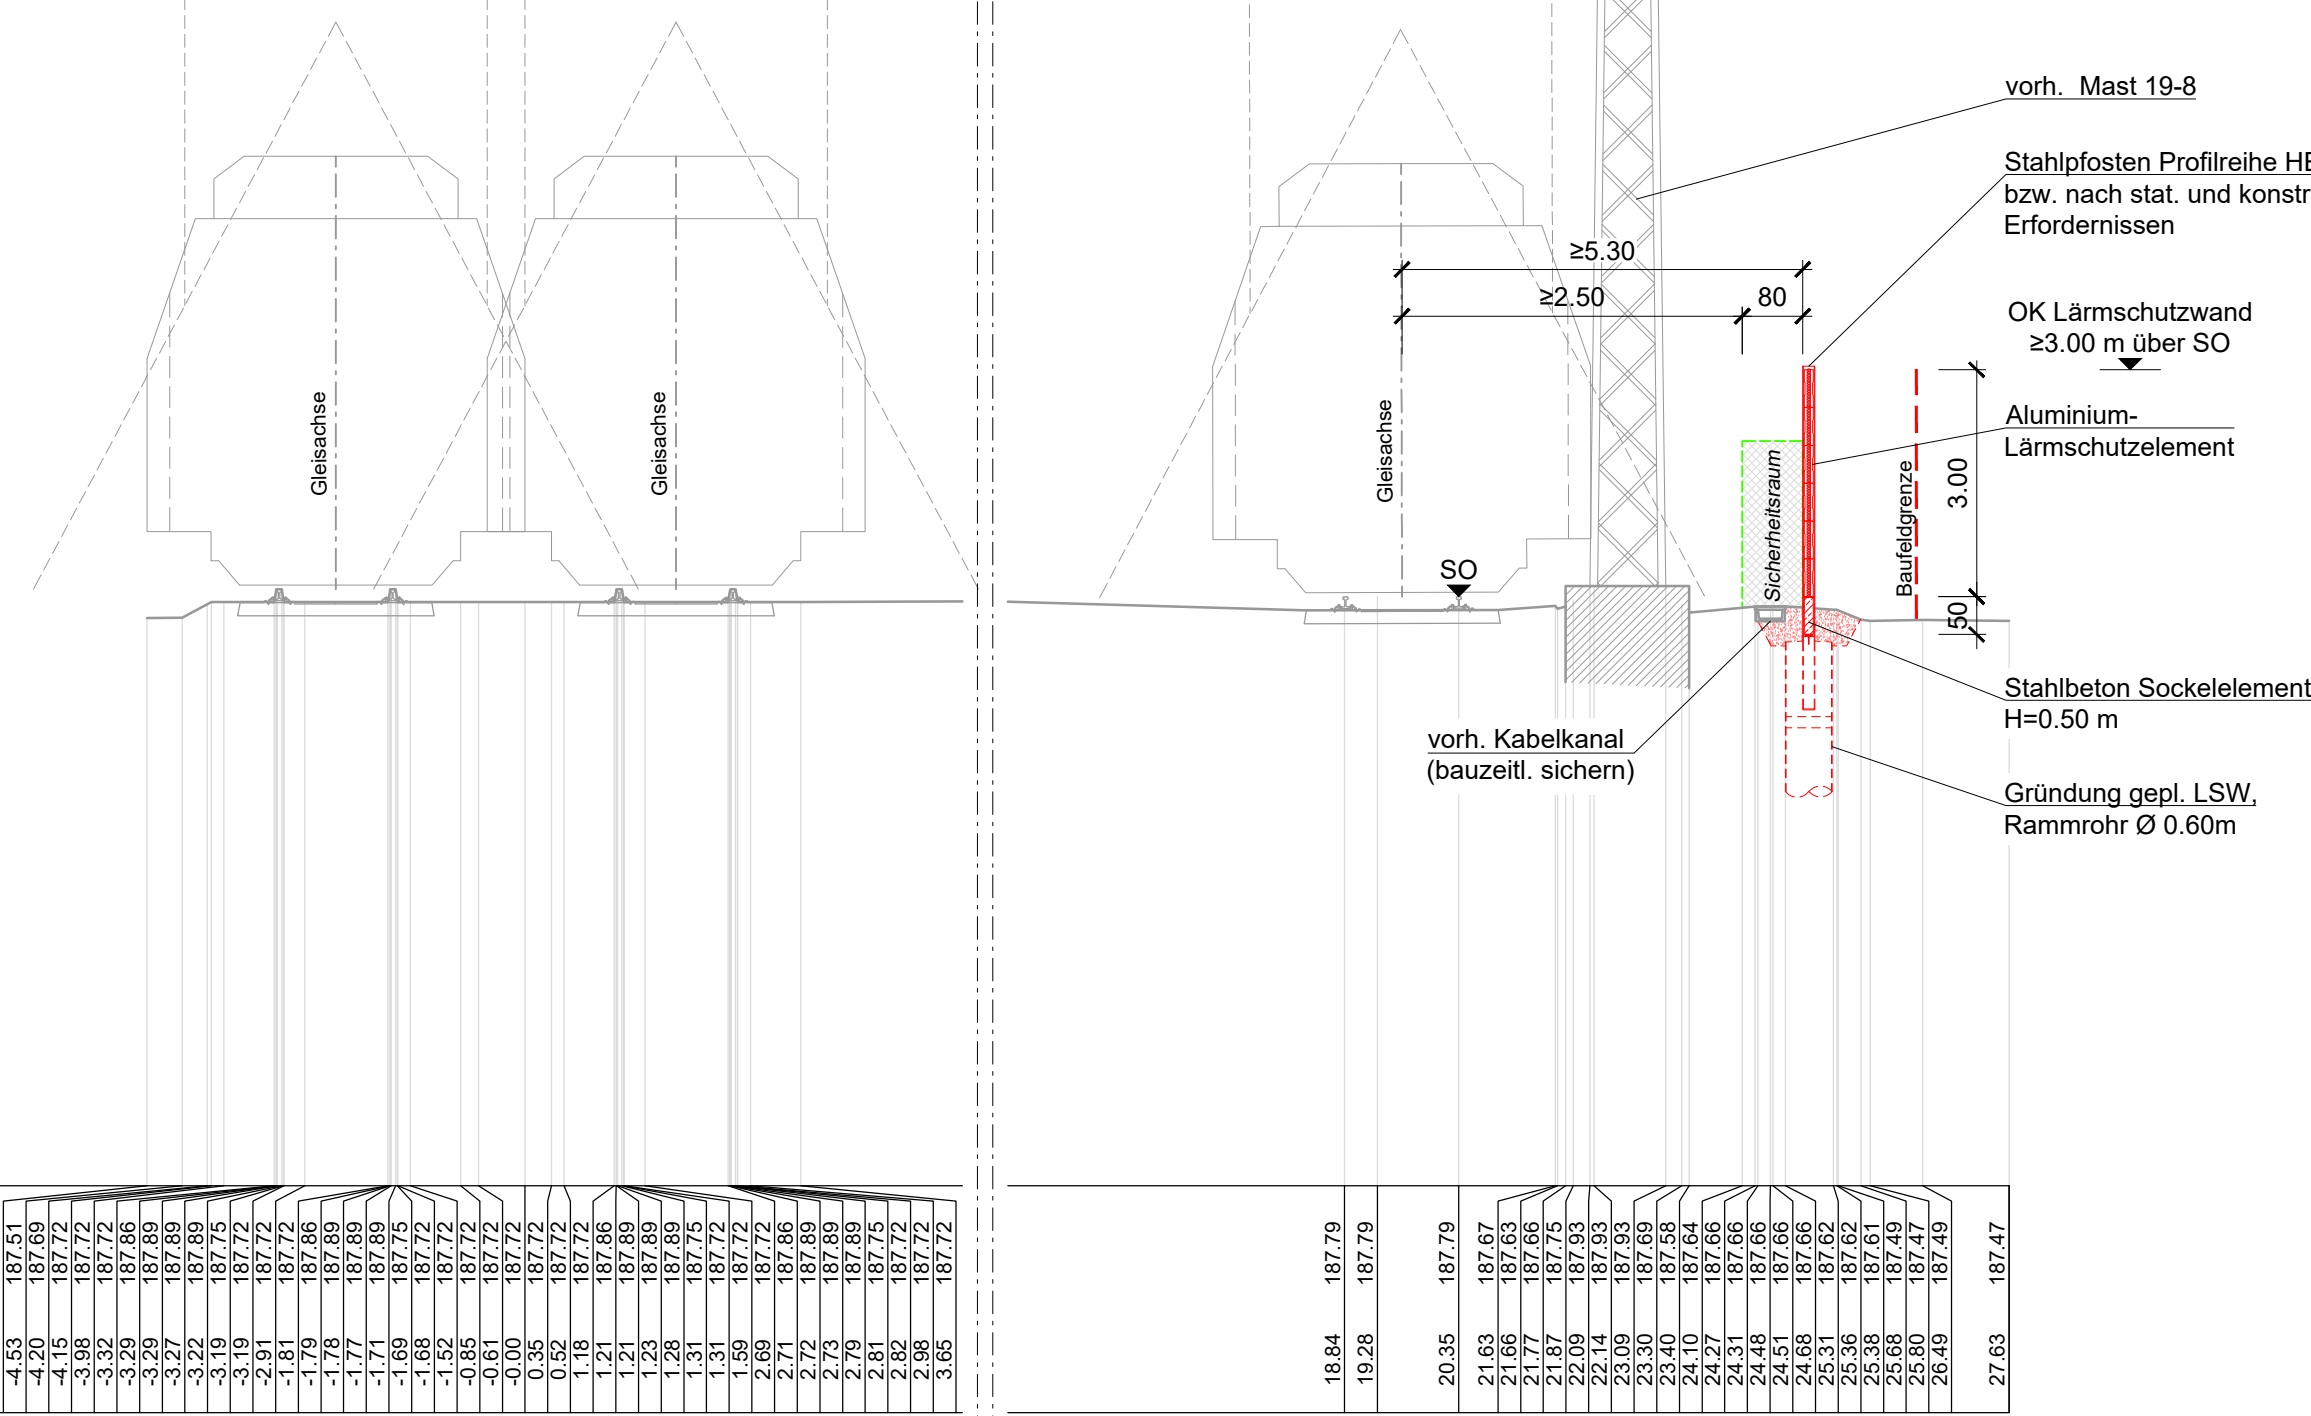 vorh. Mast 19-8
Stahlpfosten Profilreihe HE
bzw. nach stat. und konstr
Erfordernissen
≥5.30
≥2.50
80
OK Lärmschutzwand
≥3.00 m über SO
Gleisachse
Gleisachse
Gleisachse
Aluminium-
Lärmschutzelement
Sicherheitsraum
Baufeldgrenze
3.00
50
SO
Stahlbeton Sockelelement
H=0.50 m
vorh. Kabelkanal
(bauzeitl. sichern)
Gründung gepl. LSW,
Rammrohr Ø 0.60m
187.51 187.69 187.72 187.72 187.72 187.86 187.89 187.89 187.89 187.75 187.72 187.72 187.72 187.86 187.89 187.89 187.89 187.75 187.72 187.72 187.72 187.72 187.72 187.72 187.72 187.72 187.86 187.89 187.89 187.89 187.75 187.72 187.72 187.72 187.86 187.89 187.89 187.89 187.75 187.72 187.72 187.72
187.79 187.79 187.79 187.67 187.63 187.66 187.75 187.93 187.93 187.93 187.69 187.58 187.64 187.66 187.66 187.66 187.66 187.66 187.62 187.62 187.61 187.49 187.47 187.49 187.47
-4.53 -4.20 -4.15 -3.98 -3.32 -3.29 -3.29 -3.27 -3.22 -3.19 -3.19 -2.91 -1.81 -1.79 -1.78 -1.77 -1.71 -1.69 -1.68 -1.52 -0.85 -0.61 -0.00 0.35 0.52 1.18 1.21 1.21 1.23 1.28 1.31 1.31 1.59 2.69 2.71 2.72 2.73 2.79 2.81 2.82 2.98 3.65
18.84 19.28 20.35 21.63 21.66 21.77 21.87 22.09 22.14 23.09 23.30 23.40 24.10 24.27 24.31 24.48 24.51 24.68 25.31 25.36 25.38 25.68 25.80 26.49 27.63